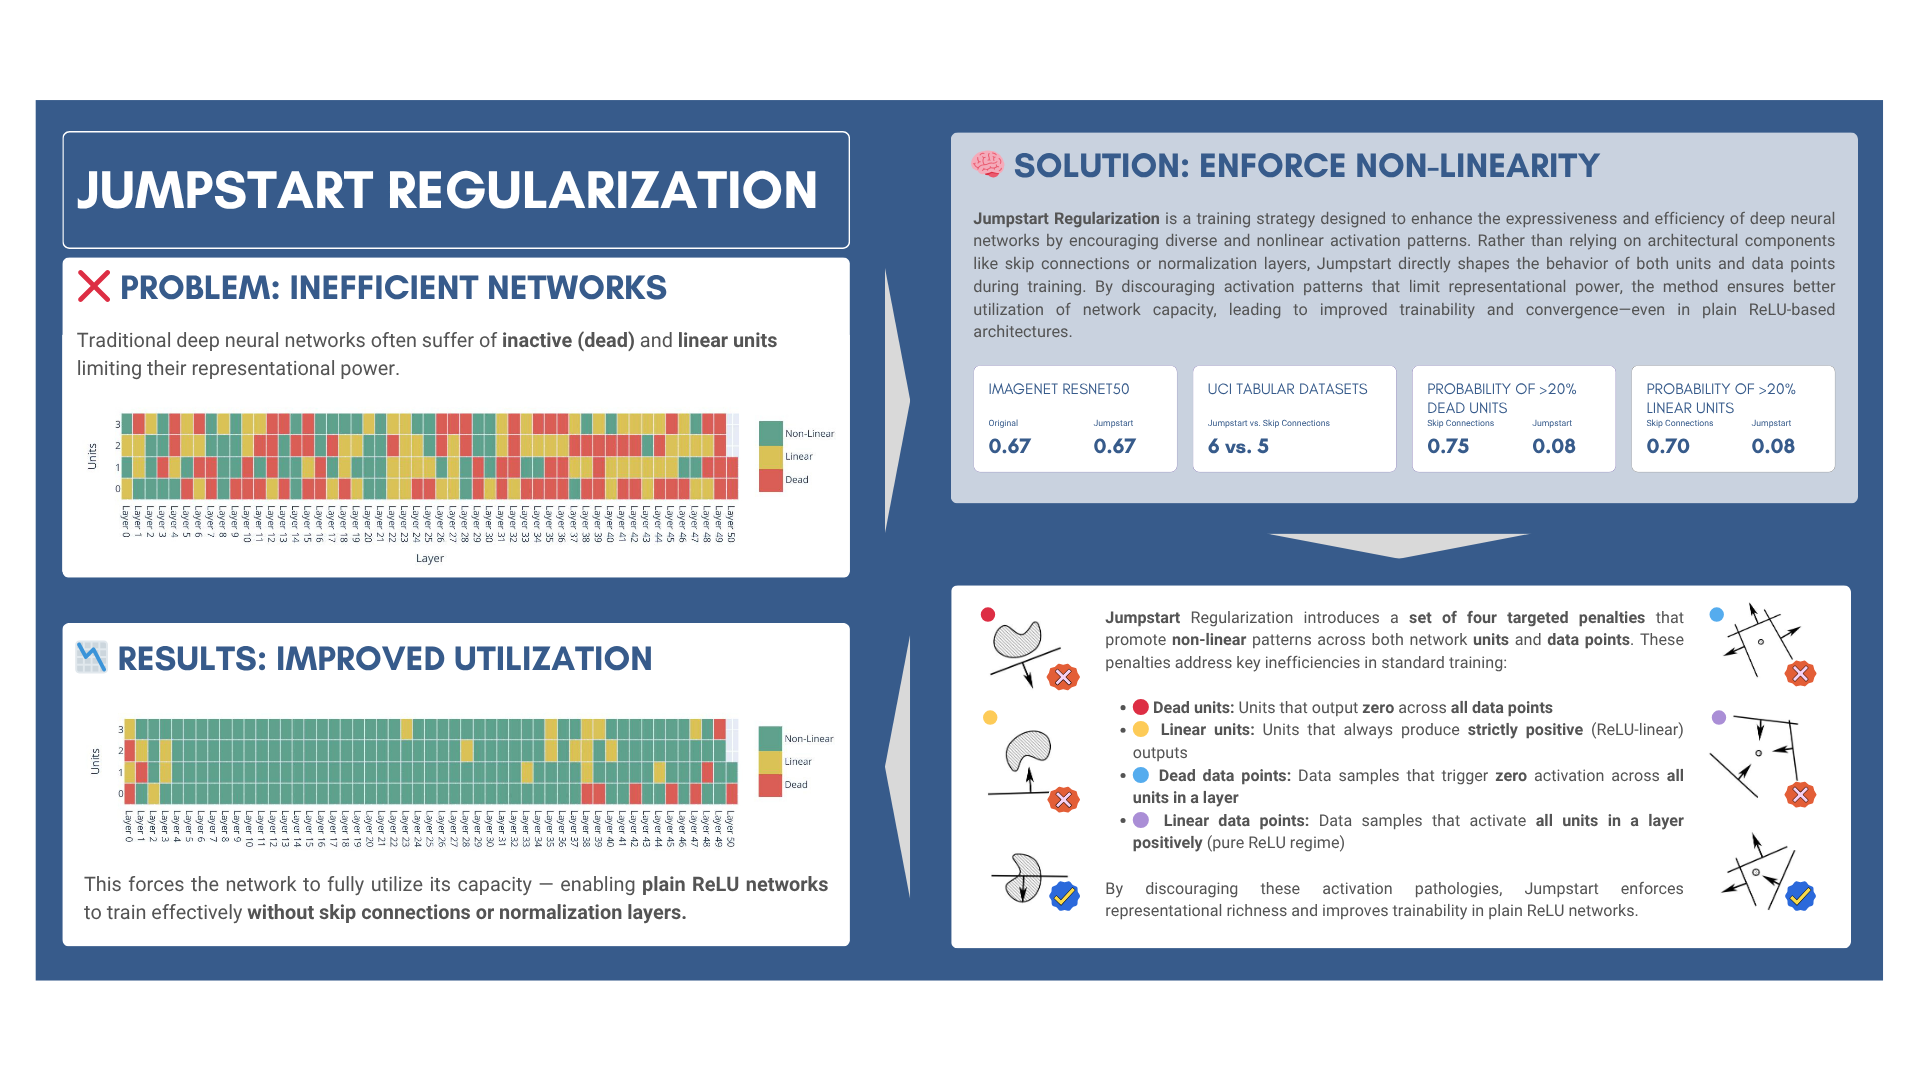 JUMPSTART REGULARIZATION
PROBLEM: INEFFICIENT NETWORKS
Traditional deep neural networks often suffer of inactive (dead) and linear units
limiting their representational power.
Units
3
2
1
0
Non-Linear
Linear
Dead
Layer 0
Layer 1
Layer 2
Layer 3
Layer 4
Layer 5
Layer 6
Layer 7
Layer 8
Layer 9
Layer 10
Layer 11
Layer 12
Layer 13
Layer 14
Layer 15
Layer 16
Layer 17
Layer 18
Layer 19
Layer 20
Layer 21
Layer 22
Layer 23
Layer 24
Layer 25
Layer 26
Layer 27
Layer 28
Layer 29
Layer 30
Layer 31
Layer 32
Layer 33
Layer 34
Layer 35
Layer 36
Layer 37
Layer 38
Layer 39
Layer 40
Layer 41
Layer 42
Layer 43
Layer 44
Layer 45
Layer 46
Layer 47
Layer 48
Layer 49
Layer 50
Layer
SOLUTION: ENFORCE NON-LINEARITY
Jumpstart Regularization is a training strategy designed to enhance the expressiveness and efficiency of deep neural
networks by encouraging diverse and nonlinear activation patterns. Rather than relying on architectural components
like skip connections or normalization layers, Jumpstart directly shapes the behavior of both units and data points
during training. By discouraging activation patterns that limit representational power, the method ensures better
utilization of network capacity, leading to improved trainability and convergence—even in plain ReLU-based
architectures.
IMAGENET RESNET50
Original Jumpstart
0.67 0.67
UCI TABULAR DATASETS
Jumpstart vs. Skip Connections
6 vs. 5
PROBABILITY OF >20%
DEAD UNITS
Skip Connections Jumpstart
0.75 0.08
PROBABILITY OF >20%
LINEAR UNITS
Skip Connections Jumpstart
0.70 0.08
Jumpstart Regularization introduces a set of four targeted penalties that
promote non-linear patterns across both network units and data points. These
penalties address key inefficiencies in standard training:
• Dead units: Units that output zero across all data points
• Linear units: Units that always produce strictly positive (ReLU-linear)
outputs
• Dead data points: Data samples that trigger zero activation across all
units in a layer
• Linear data points: Data samples that activate all units in a layer
positively (pure ReLU regime)
By discouraging these activation pathologies, Jumpstart enforces
representational richness and improves trainability in plain ReLU networks.
RESULTS: IMPROVED UTILIZATION
Units
3
2
1
0
Non-Linear
Linear
Dead
Layer 0
Layer 1
Layer 2
Layer 3
Layer 4
Layer 5
Layer 6
Layer 7
Layer 8
Layer 9
Layer 10
Layer 11
Layer 12
Layer 13
Layer 14
Layer 15
Layer 16
Layer 17
Layer 18
Layer 19
Layer 20
Layer 21
Layer 22
Layer 23
Layer 24
Layer 25
Layer 26
Layer 27
Layer 28
Layer 29
Layer 30
Layer 31
Layer 32
Layer 33
Layer 34
Layer 35
Layer 36
Layer 37
Layer 38
Layer 39
Layer 40
Layer 41
Layer 42
Layer 43
Layer 44
Layer 45
Layer 46
Layer 47
Layer 48
Layer 49
Layer 50
This forces the network to fully utilize its capacity — enabling plain ReLU networks
to train effectively without skip connections or normalization layers.